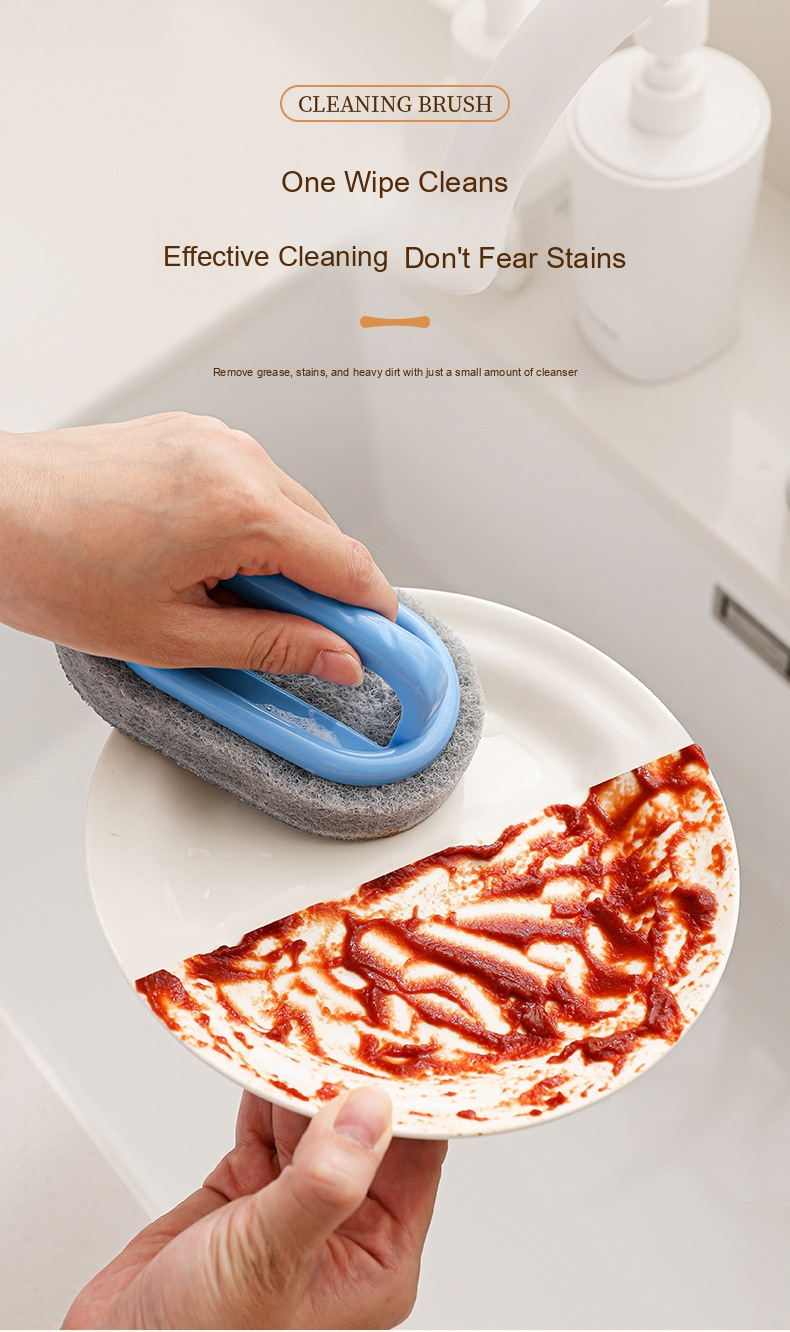 CLEANING BRUSH
One Wipe Cleans
Effective Cleaning Don't Fear Stains
Remove grease, stains, and heavy dirt with just a small amount of cleanser